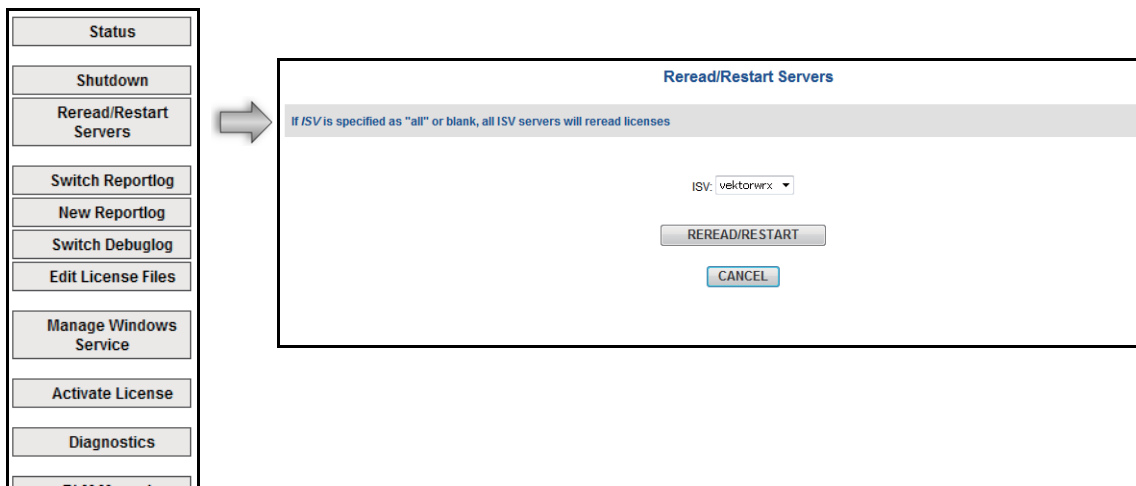 Status
Shutdown
Reread/Restart
Servers
Switch Reportlog
New Reportlog
Switch Debuglog
Edit License Files
Manage Windows
Service
Activate License
Diagnostics
Reread/Restart Servers
If ISV is specified as "all" or blank, all ISV servers will reread licenses
ISV: vektorwrx
REREAD/RESTART
CANCEL